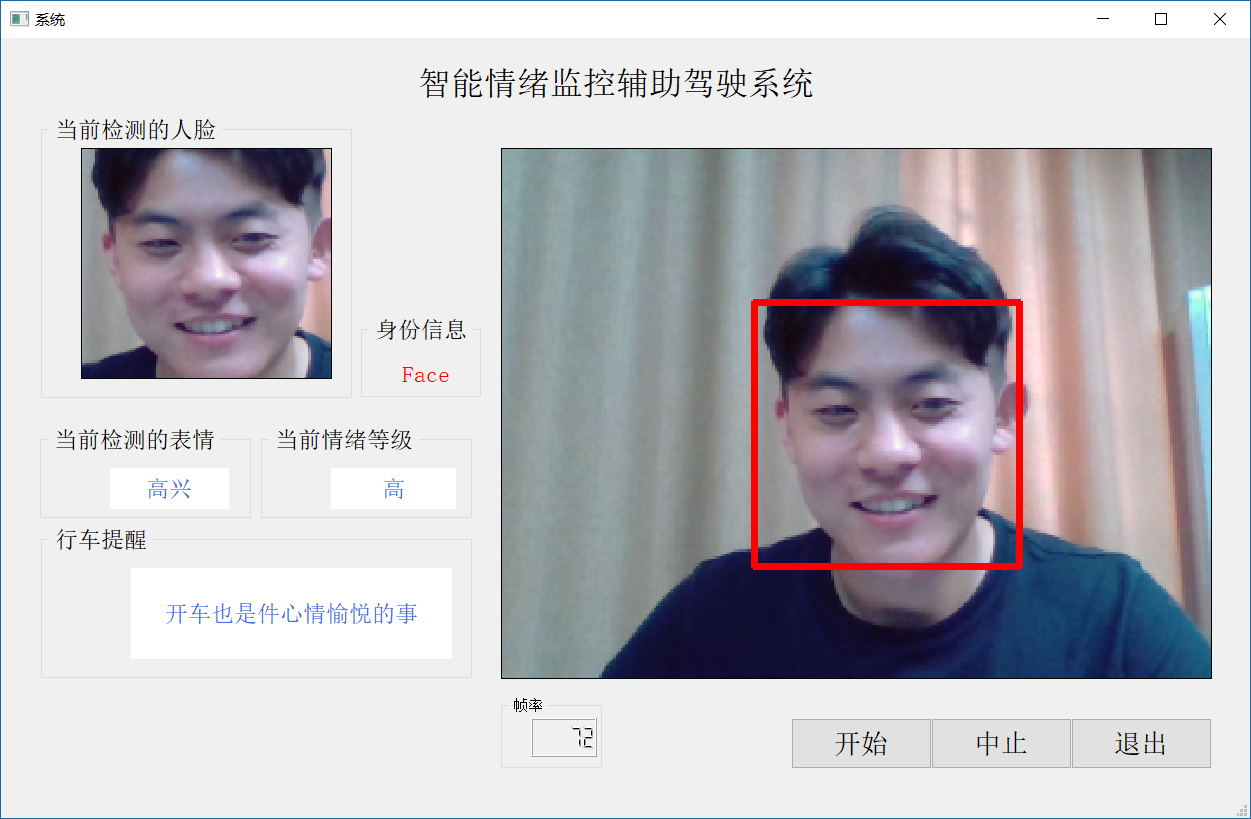 系统
智能情绪监控辅助驾驶系统
当前检测的人脸
身份信息
Face
当前检测的表情
高兴
当前情绪等级
高
行车提醒
开车也是件心情愉悦的事
帧率
72
开始
中止
退出